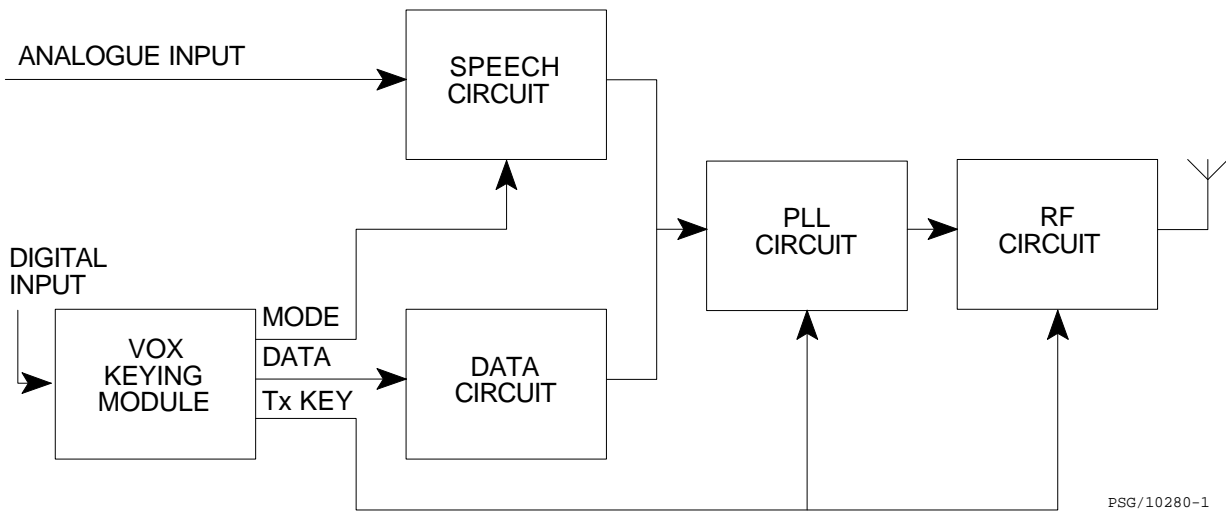 ANALOGUE INPUT
SPEECH
CIRCUIT
PLL
CIRCUIT
RF
CIRCUIT
DIGITAL
INPUT
MODE
DATA
Tx KEY
VOX
KEYING
MODULE
DATA
CIRCUIT
PSG/10280-1